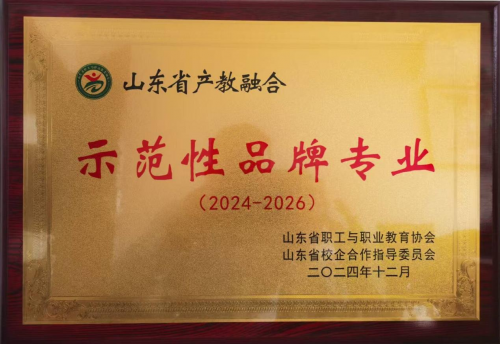 山东省产教融合
示范性品牌专业
（2024-2026）
山东省职工与职业教育协会
山东省校企合作指导委员会
二〇二四年十二月